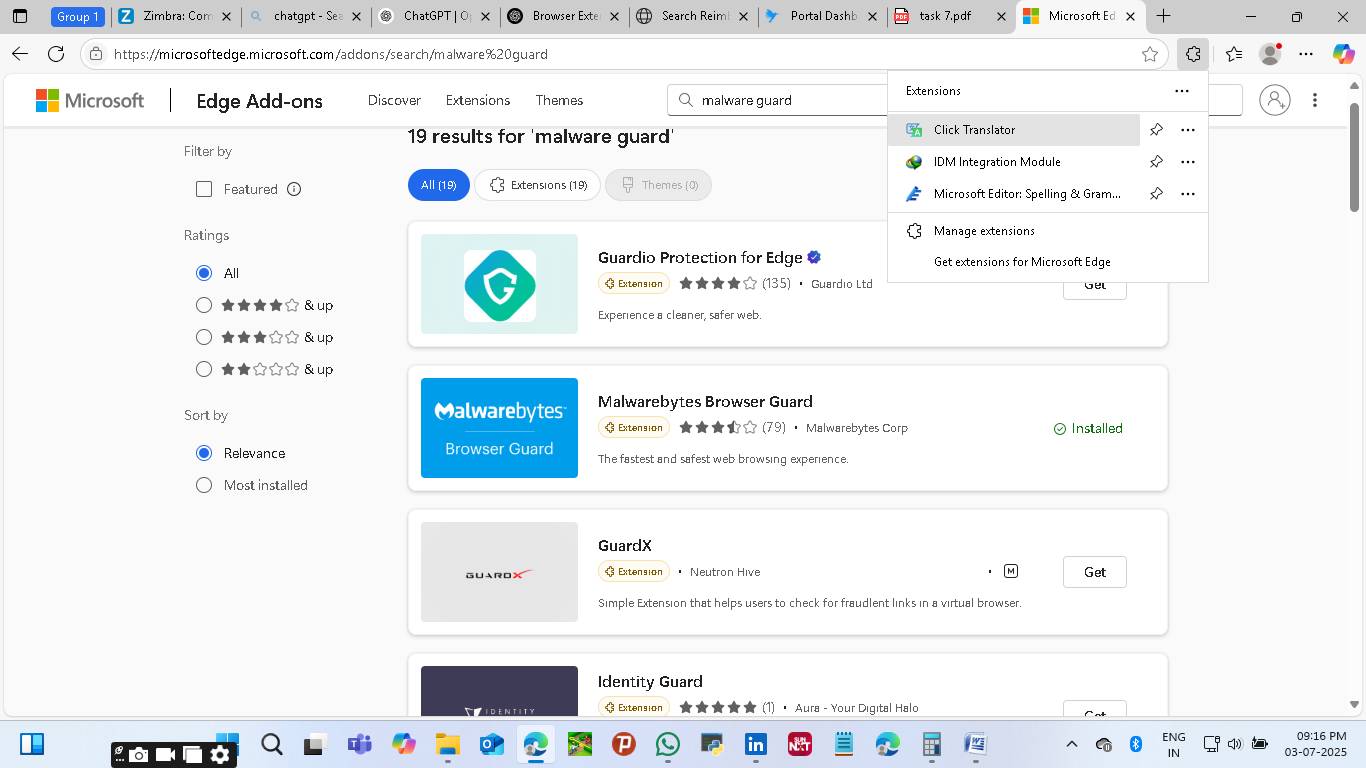 Group 1
Zimbra: Com
chatgpt - Sea
ChatGPT | Op
Browser Exte
Search Reim
Portal Dashb
task 7.pdf
Microsoft Ed
https://microsoftedge.microsoft.com/addons/search/malware%20guard
Microsoft
Edge Add-ons
Discover
Extensions
Themes
malware guard
Extensions
Click Translator
IDM Integration Module
Microsoft Editor: Spelling & Gram...
Manage extensions
Get extensions for Microsoft Edge
19 results for 'malware guard'
All (19)
Extensions (19)
Themes (0)
Filter by
Featured
Ratings
All
& up
& up
& up
Sort by
Relevance
Most installed
Guardio Protection for Edge
Extension
(135)
• Guardio Ltd
Get
Experience a cleaner, safer web.
Malwarebytes
Browser Guard
Malwarebytes Browser Guard
Extension
(79)
• Malwarebytes Corp
Installed
The fastest and safest web browsing experience.
GUARDX
GuardX
Extension
• Neutron Hive
• M
Get
Simple Extension that helps users to check for fraudlent links in a virtual browser.
IDENTITY
Identity Guard
Extension
(1)
• Aura - Your Digital Halo
Get
ENG
IN
09:16 PM
03-07-2025